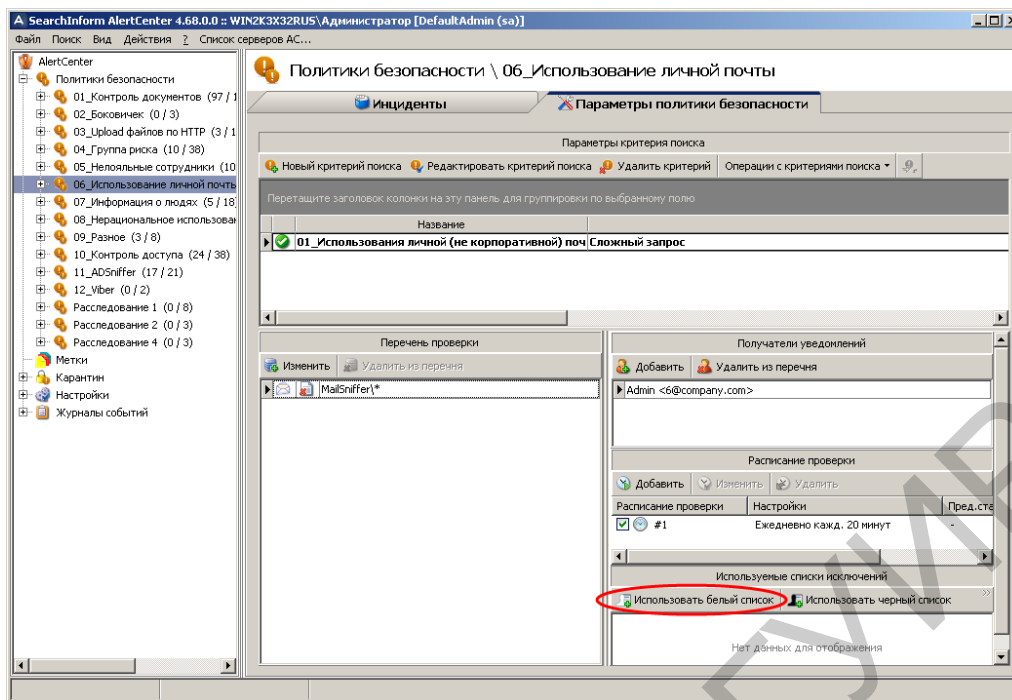 SearchInform AlertCenter 4.68.0.0 :: WIN2K3X32RUS\Администратор [DefaultAdmin (sa)]
Файл Поиск Вид Действия ? Список серверов AC...
AlertCenter
Политики безопасности
01_Контроль документов (97 / 1
02_Боковичек (0 / 3)
03_Upload файлов по HTTP (3 / 1
04_Группа риска (10 / 38)
05_Нелояльные сотрудники (10
06_Использование личной почть
07_Информация о людях (5 / 18
08_Нерациональное использован
09_Разное (3 / 8)
10_Контроль доступа (24 / 38)
11_ADSniffer (17 / 21)
12_Viber (0 / 2)
Расследование 1 (0 / 8)
Расследование 2 (0 / 3)
Расследование 4 (0 / 3)
Метки
Карантин
Настройки
Журналы событий
Политики безопасности \ 06_Использование личной почты
Инциденты
Параметры политики безопасности
Параметры критерия поиска
Новый критерий поиска Редактировать критерий поиска Удалить критерий Операции с критериями поиска
Перетащите заголовок колонки на эту панель для группировки по выбранному полю
Название
01_Использования личной (не корпоративной) поч Сложный запрос
Перечень проверки
Изменить Удалить из перечня
MailSniffer\*
Получатели уведомлений
Добавить Удалить из перечня
Admin <6@company.com>
Расписание проверки
Добавить Изменить Удалить
Расписание проверки Настройки Пред.ста
#1 Ежедневно кажд. 20 минут -
Используемые списки исключений
Использовать белый список Использовать черный список
Нет данных для отображения
ГУИР